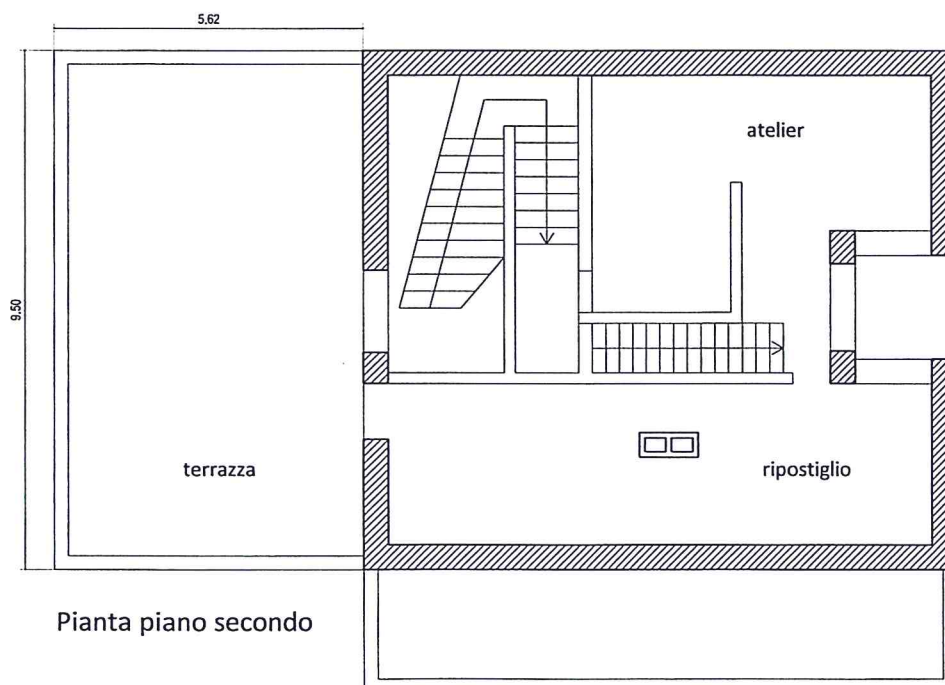 5,62
atelier
9.50
terrazza
ripostiglio
Pianta piano secondo